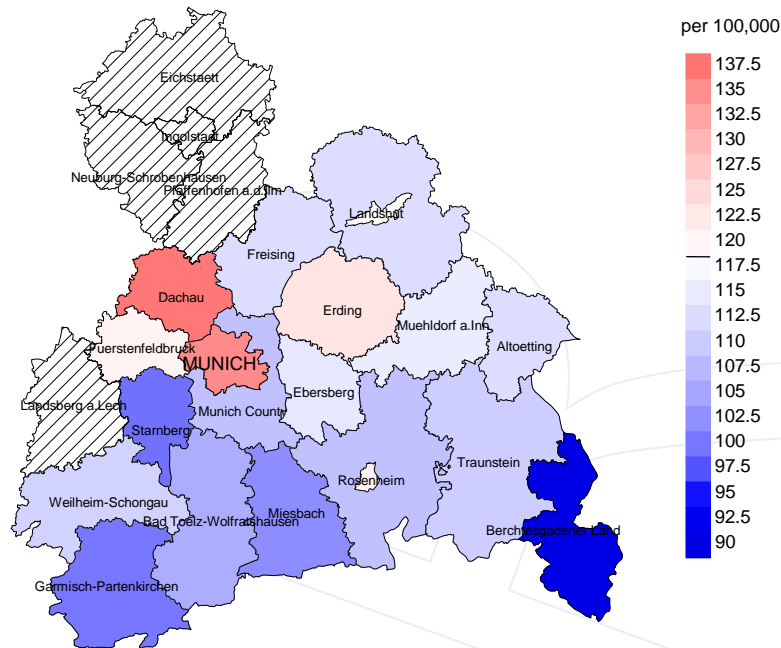 per 100,000
137.5
135
132.5
130
127.5
125
122.5
120
117.5
115
112.5
110
107.5
105
102.5
100
97.5
95
92.5
90
Eichstaett
Ingolstadt
Neuburg-Schrobenhausen
Pfaffenhofen a.d.Ilm
Landshut
Freising
Dachau
Erding
Muehldorf a.Inn
Altoetting
Fuerstenfeldbruck
MUNICH
Ebersberg
Landsberg a.Lech
Munich County
Starnberg
Traunstein
Rosenheim
Weilheim-Schongau
Miesbach
Bad Toelz-Wolfratshausen
Berchtesgadener Land
Garmisch-Partenkirchen